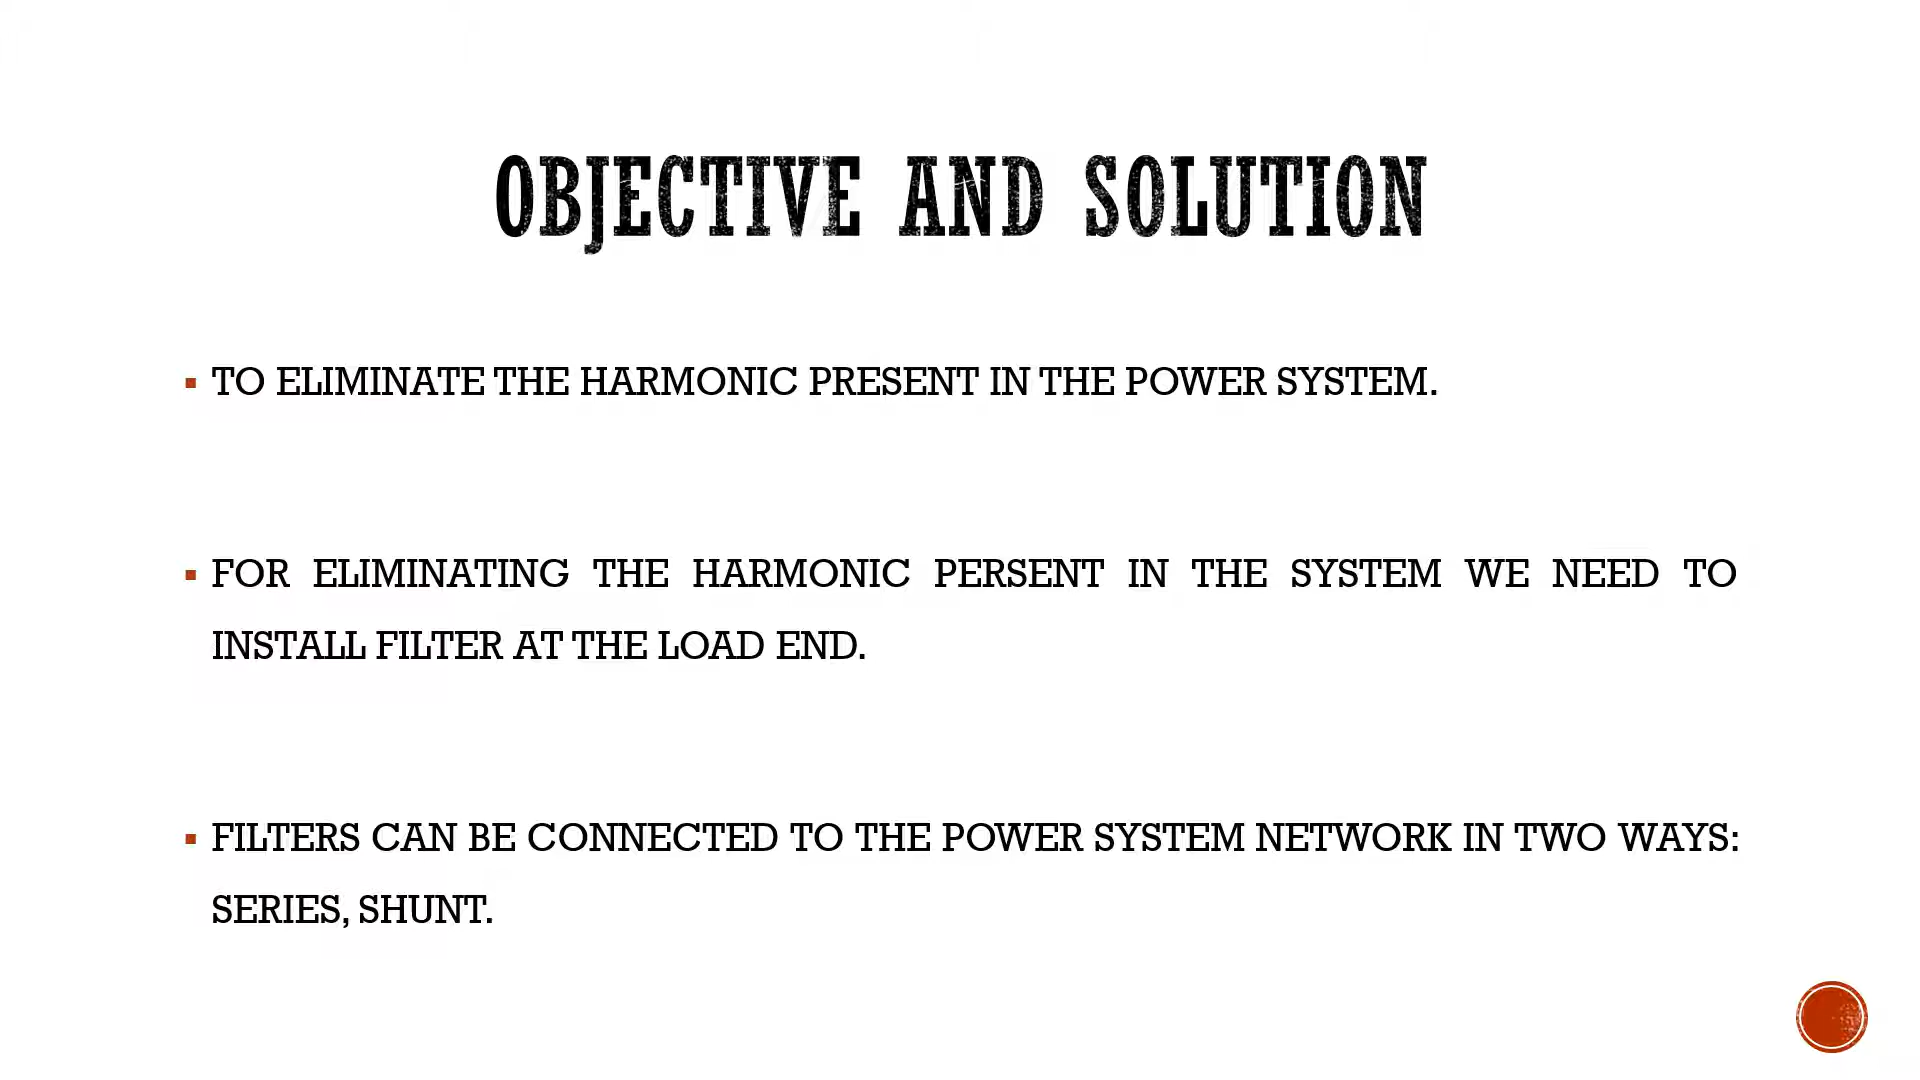 OBJECTIVE AND SOLUTION
▪ TO ELIMINATE THE HARMONIC PRESENT IN THE POWER SYSTEM.
▪ FOR ELIMINATING THE HARMONIC PERSENT IN THE SYSTEM WE NEED TO
INSTALL FILTER AT THE LOAD END.
▪ FILTERS CAN BE CONNECTED TO THE POWER SYSTEM NETWORK IN TWO WAYS:
SERIES, SHUNT.